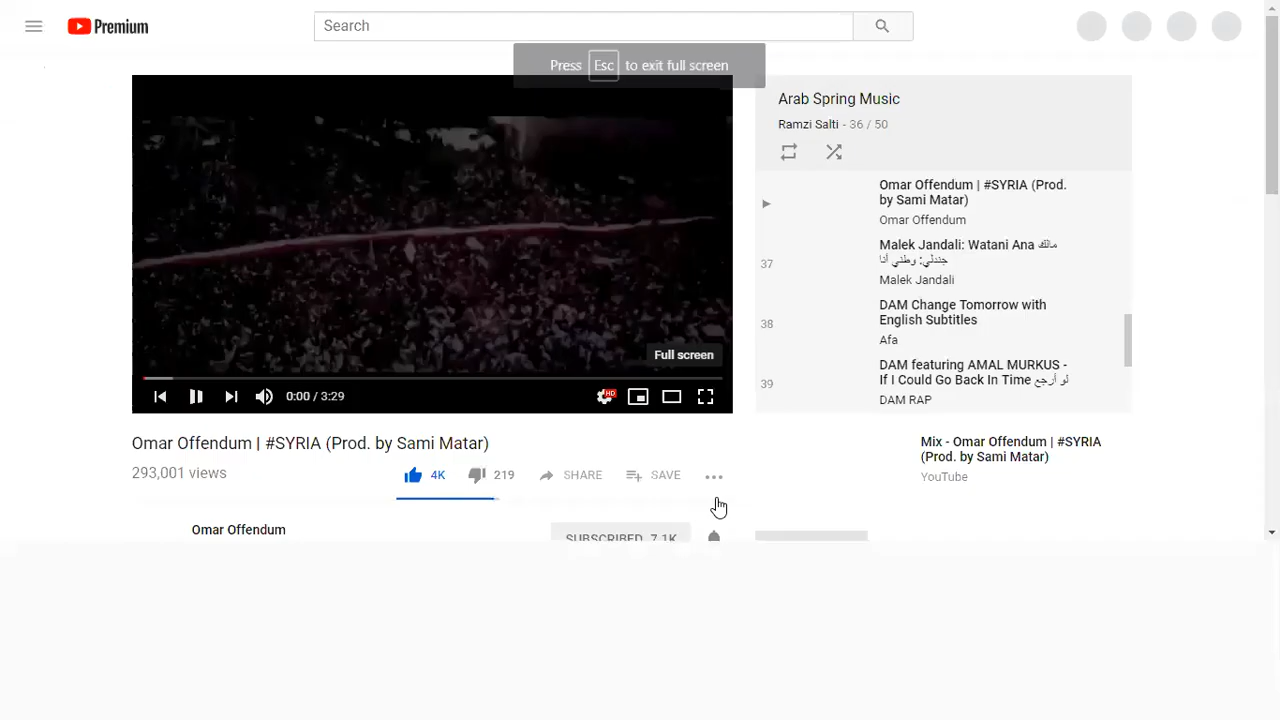 Premium
Search
Press Esc to exit full screen
Arab Spring Music
Ramzi Salti - 36 / 50
Omar Offendum | #SYRIA (Prod. by Sami Matar)
Omar Offendum
37
Malek Jandali: Watani Ana مالك
جندلي: وطني أنا
Malek Jandali
38
DAM Change Tomorrow with
English Subtitles
Afa
39
DAM featuring AMAL MURKUS -
If I Could Go Back In Time لو أرجع
DAM RAP
Full screen
0:00 / 3:29
HD
Omar Offendum | #SYRIA (Prod. by Sami Matar)
293,001 views
4K 219 SHARE SAVE
Mix - Omar Offendum | #SYRIA
(Prod. by Sami Matar)
YouTube
Omar Offendum
SUBSCRIBED 7.1K